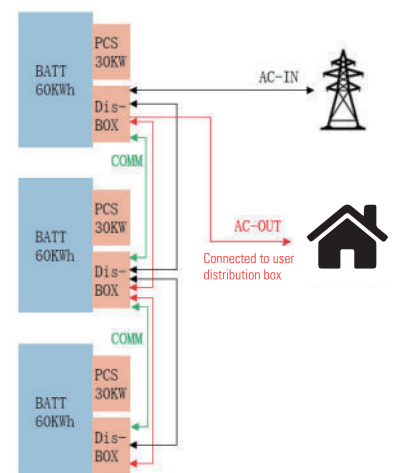 PCS
30KW
BATT
60KWh
Dis-
BOX
AC-IN
COMM
PCS
30KW
BATT
60KWh
Dis-
BOX
AC-OUT
Connected to user
distribution box
COMM
PCS
30KW
BATT
60KWh
Dis-
BOX